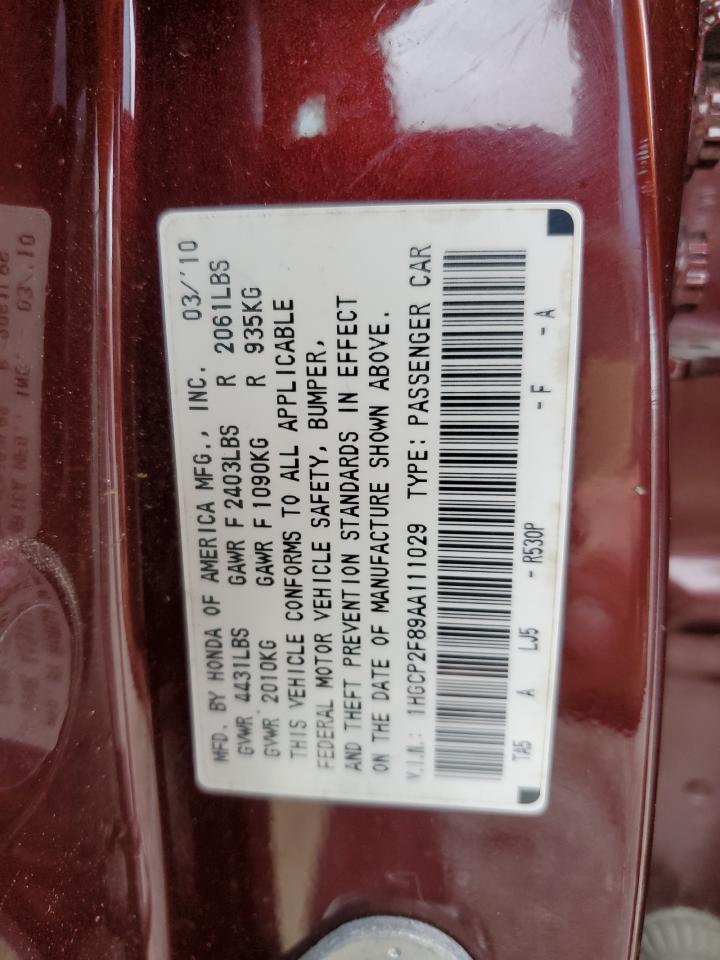 MFD. BY HONDA OF AMERICA MFG., INC. 03/'10
GVWR 4431LBS GAWR F 2403LBS R 2061LBS
GVWR 2010KG GAWR F 1090KG R 935KG
THIS VEHICLE CONFORMS TO ALL APPLICABLE
FEDERAL MOTOR VEHICLE SAFETY, BUMPER,
AND THEFT PREVENTION STANDARDS IN EFFECT
ON THE DATE OF MANUFACTURE SHOWN ABOVE.
V.I.N.: 1HGCP2F89AA111029 TYPE: PASSENGER CAR
TA5 A LJ5 - R530P - F - A